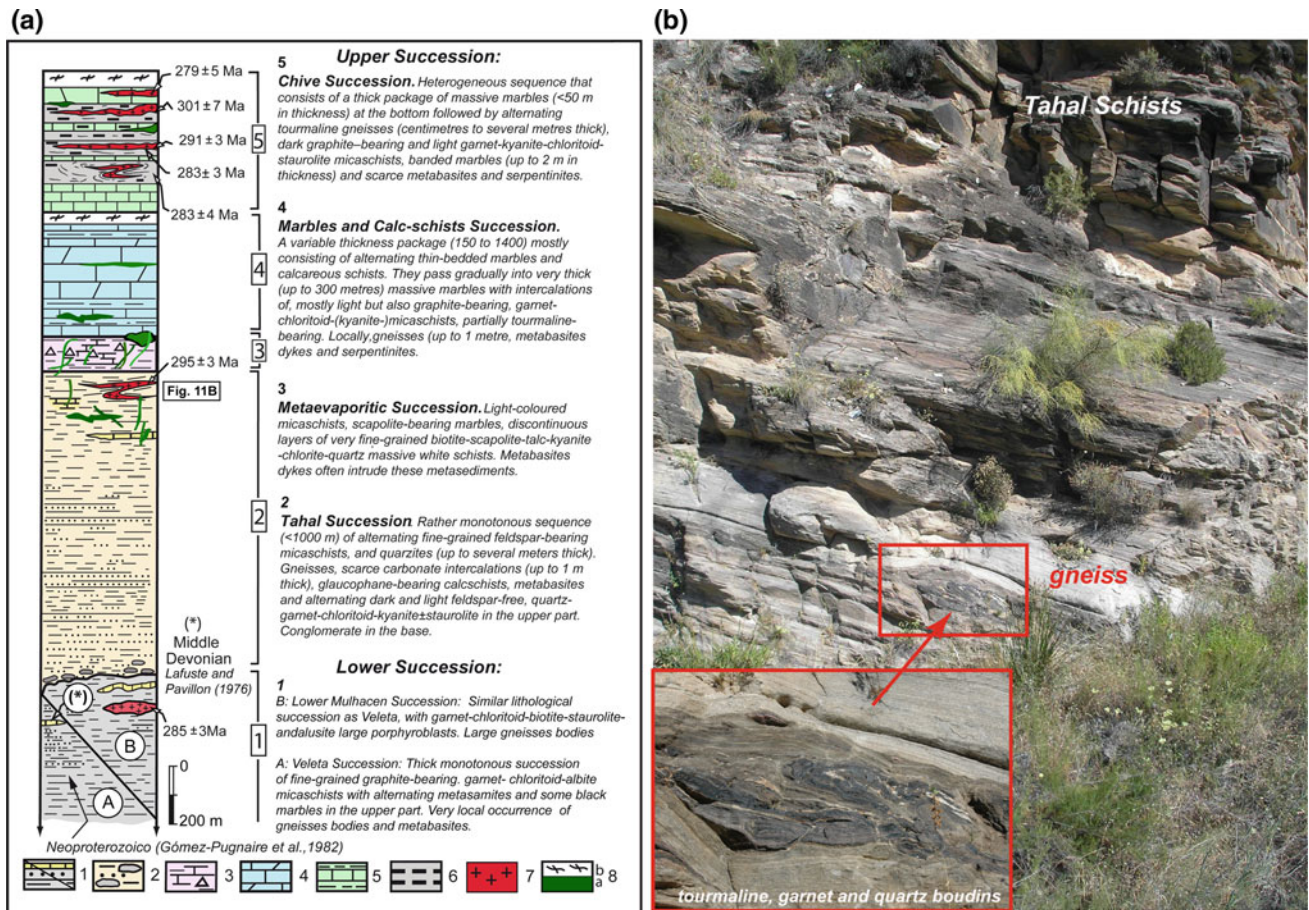 (a)
279 ± 5 Ma
301 ± 7 Ma
291 ± 3 Ma
283± 3 Ma
283± 4 Ma
295 ± 3 Ma
Fig. 11B
(*)
Middle
Devonian
Lafuste and
Pavillon (1976)
(*)
285 ±3Ma
B
A
0
200 m
Neoproterozoico (Gómez-Pugnaire et al.,1982)
5
4
3
2
1
Upper Succession:
5
Chive Succession. Heterogeneous sequence that
consists of a thick package of massive marbles (<50 m
in thickness) at the bottom followed by alternating
tourmaline gneisses (centimetres to several metres thick),
dark graphite–bearing and light garnet-kyanite-chloritoid-
staurolite micaschists, banded marbles (up to 2 m in
thickness) and scarce metabasites and serpentinites.
4
Marbles and Calc-schists Succession.
A variable thickness package (150 to 1400) mostly
consisting of alternating thin-bedded marbles and
calcareous schists. They pass gradually into very thick
(up to 300 metres) massive marbles with intercalations
of, mostly light but also graphite-bearing, garnet-
chloritoid-(kyanite-)micaschists, partially tourmaline-
bearing. Locally,gneisses (up to 1 metre, metabasites
dykes and serpentinites.
3
Metaevaporitic Succession. Light-coloured
micaschists, scapolite-bearing marbles, discontinuous
layers of very fine-grained biotite-scapolite-talc-kyanite
-chlorite-quartz massive white schists. Metabasites
dykes often intrude these metasediments.
2
Tahal Succession. Rather monotonous sequence
(<1000 m) of alternating fine-grained feldspar-bearing
micaschists, and quarzites (up to several meters thick).
Gneisses, scarce carbonate intercalations (up to 1 m
thick), glaucophane-bearing calcschists, metabasites
and alternating dark and light feldspar-free, quartz-
garnet-chloritoid-kyanite±staurolite in the upper part.
Conglomerate in the base.
Lower Succession:
1
B: Lower Mulhacen Succession: Similar lithological
succession as Veleta, with garnet-chloritoid-biotite-staurolite-
andalusite large porphyroblasts. Large gneisses bodies
A: Veleta Succession: Thick monotonous succession
of fine-grained graphite-bearing. garnet- chloritoid-albite
micaschists with alternating metasamites and some black
marbles in the upper part. Very local occurrence of
gneisses bodies and metabasites.
1 2 3 4 5 6 7 b a 8
(b)
Tahal Schists
gneiss
tourmaline, garnet and quartz boudins